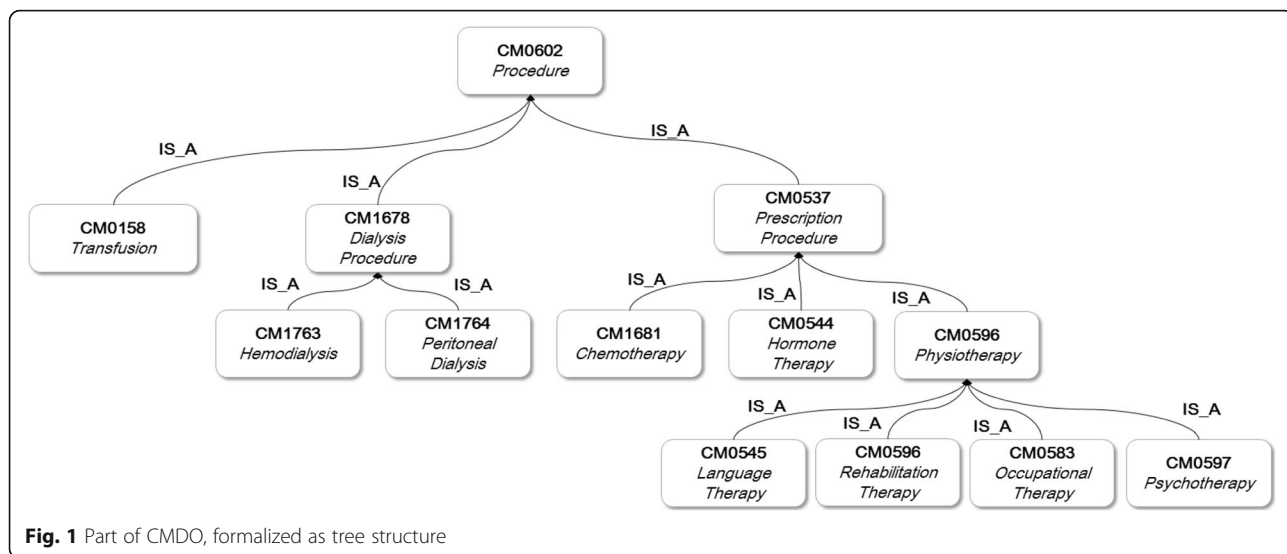 CM0602
Procedure
IS_A
IS_A
IS_A
CM0158
Transfusion
CM1678
Dialysis
Procedure
CM0537
Prescription
Procedure
IS_A
IS_A
IS_A
IS_A
IS_A
CM1763
Hemodialysis
CM1764
Peritoneal
Dialysis
CM1681
Chemotherapy
CM0544
Hormone
Therapy
CM0596
Physiotherapy
IS_A
IS_A
IS_A
IS_A
CM0545
Language
Therapy
CM0596
Rehabilitation
Therapy
CM0583
Occupational
Therapy
CM0597
Psychotherapy
Fig. 1 Part of CMDO, formalized as tree structure